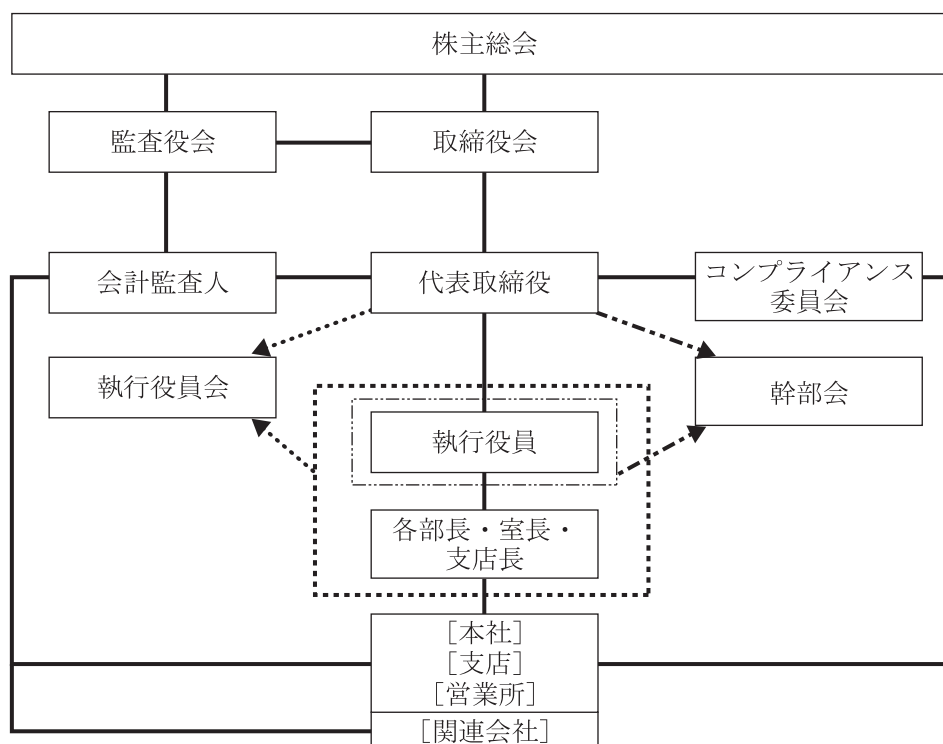 株主総会
監査役会
取締役会
会計監査人
代表取締役
コンプライアンス
委員会
執行役員会
執行役員
幹部会
各部長・室長・
支店長
［本社］
［支店］
［営業所］
［関連会社］